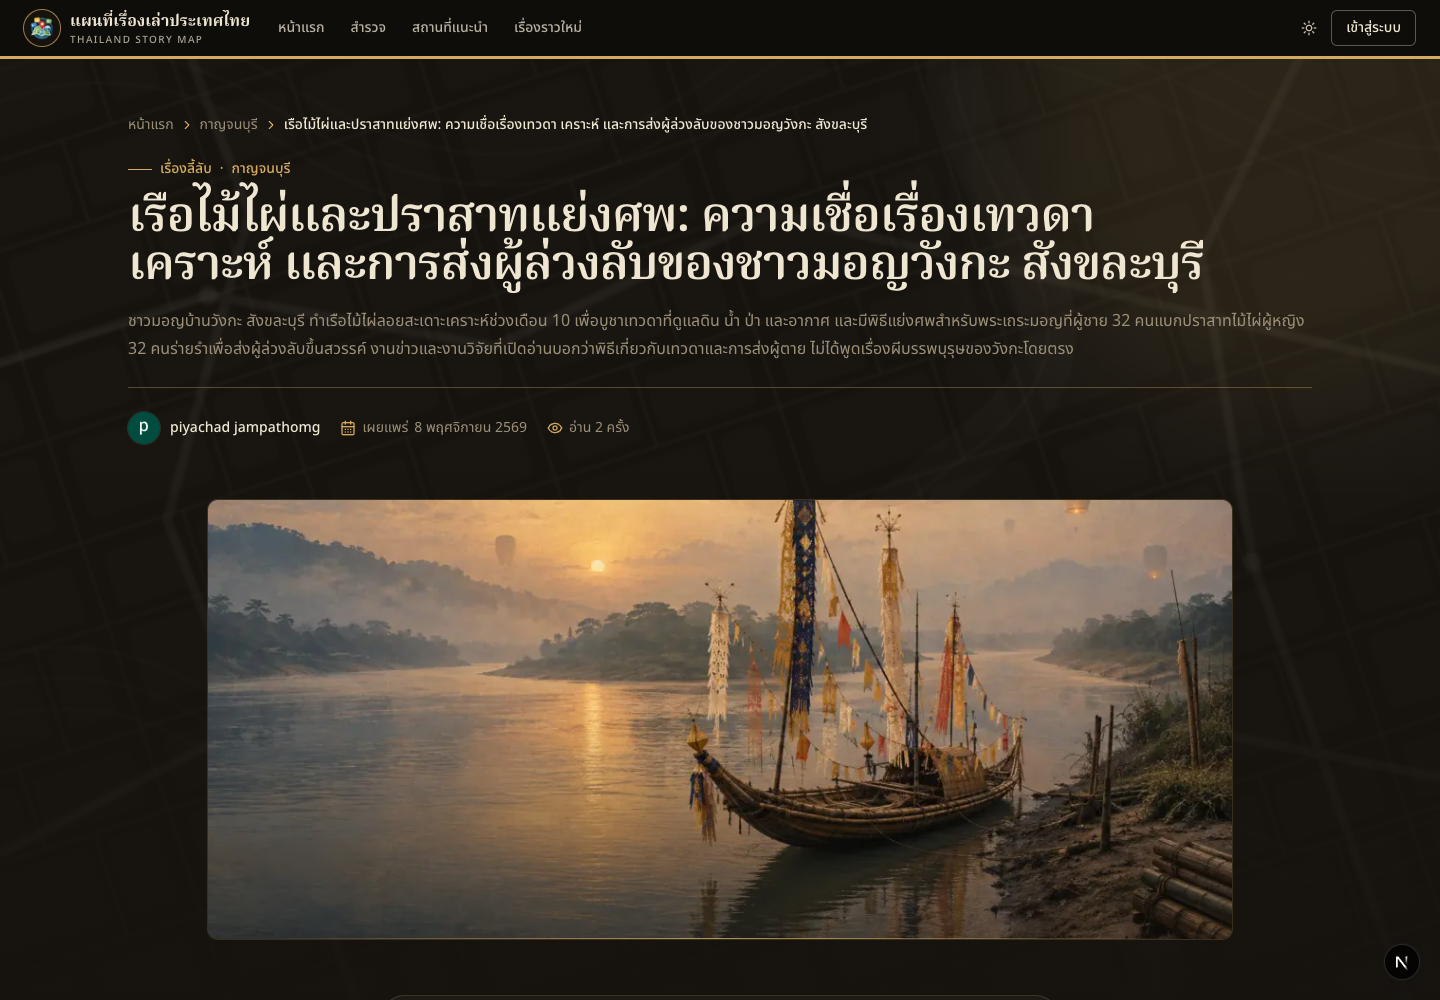 แผนที่เรื่องเล่าประเทศไทย
THAILAND STORY MAP
หน้าแรก
สำรวจ
สถานที่แนะนำ
เรื่องราวใหม่
เข้าสู่ระบบ
หน้าแรก > กาญจนบุรี > เรือไม้ไผ่และปราสาทแย่งศพ: ความเชื่อเรื่องเทวดา เคราะห์ และการส่งผู้ล่วงลับของชาวมอญวังกะ สังขละบุรี
เรื่องลี้ลับ · กาญจนบุรี
เรือไม้ไผ่และปราสาทแย่งศพ: ความเชื่อเรื่องเทวดา
เคราะห์ และการส่งผู้ล่วงลับของชาวมอญวังกะ สังขละบุรี
ชาวมอญบ้านวังกะ สังขละบุรี ทำเรือไม้ไผ่ลอยสะเดาะเคราะห์ช่วงเดือน 10 เพื่อบูชาเทวดาที่ดูแลดิน น้ำ ป่า และอากาศ และมีพิธีแย่งศพสำหรับพระเถระมอญที่ผู้ชาย 32 คนแบกปราสาทไม้ไผ่ผู้หญิง
32 คนร่ายรำเพื่อส่งผู้ล่วงลับขึ้นสวรรค์ งานข่าวและงานวิจัยที่เปิดอ่านบอกว่าพิธีเกี่ยวกับเทวดาและการส่งผู้ตาย ไม่ได้พูดเรื่องผีบรรพบุรุษของวังกะโดยตรง
p
piyachad jampathomg
เผยแพร่ 8 พฤศจิกายน 2569
อ่าน 2 ครั้ง
N